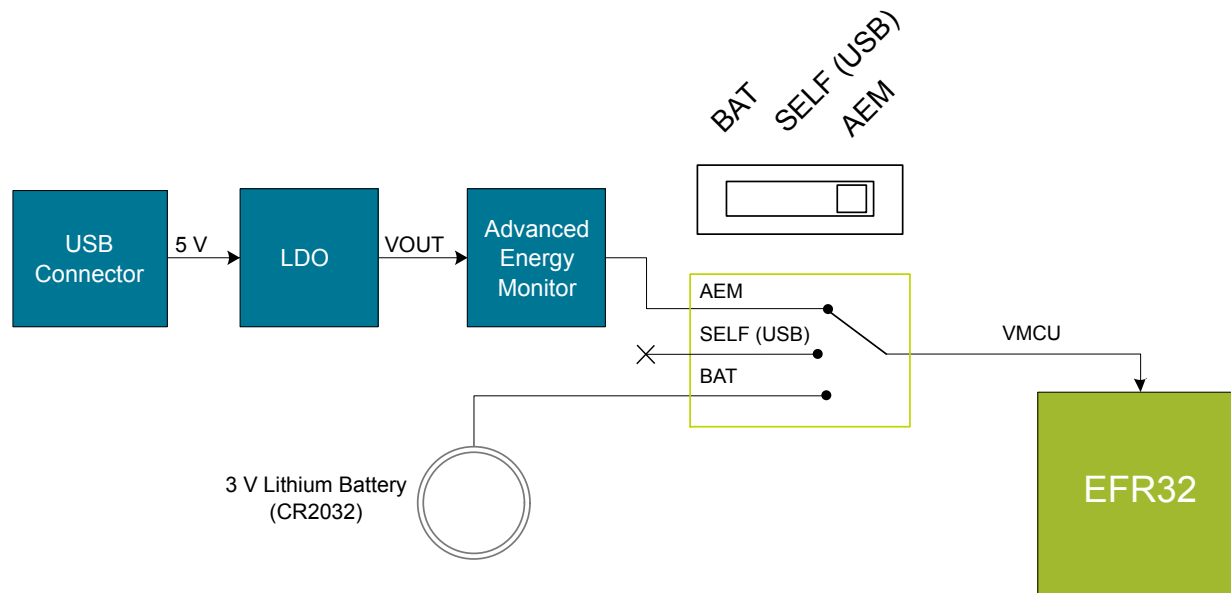 BAT
SELF (USB)
AEM
USB
Connector
5 V
LDO
VOUT
Advanced
Energy
Monitor
AEM
SELF (USB)
BAT
VMCU
3 V Lithium Battery
(CR2032)
EFR32